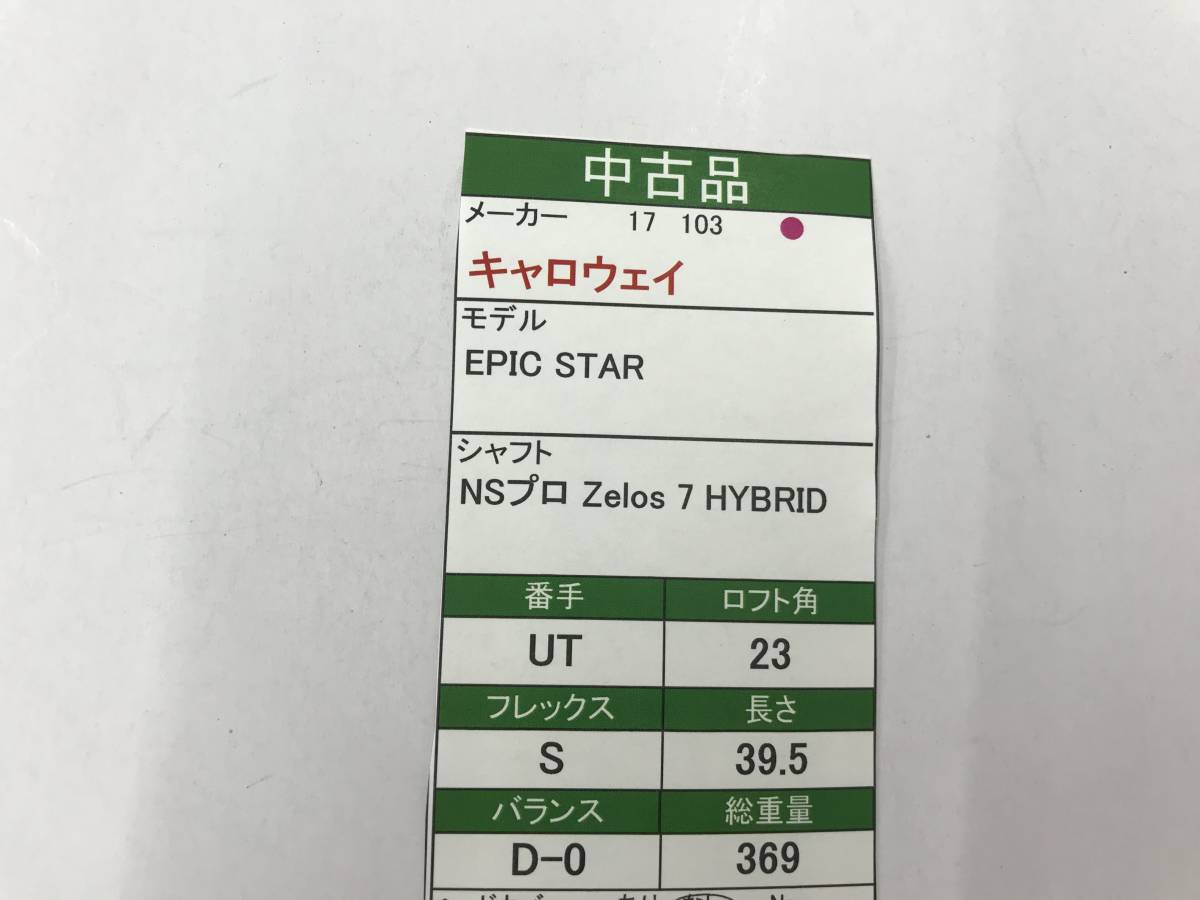 中古品
メーカー 17 103
キャロウェイ
モデル
EPIC STAR
シャフト
NSプロ Zelos 7 HYBRID
番手 ロフト角
UT 23
フレックス 長さ
S 39.5
バランス 総重量
D-0 369